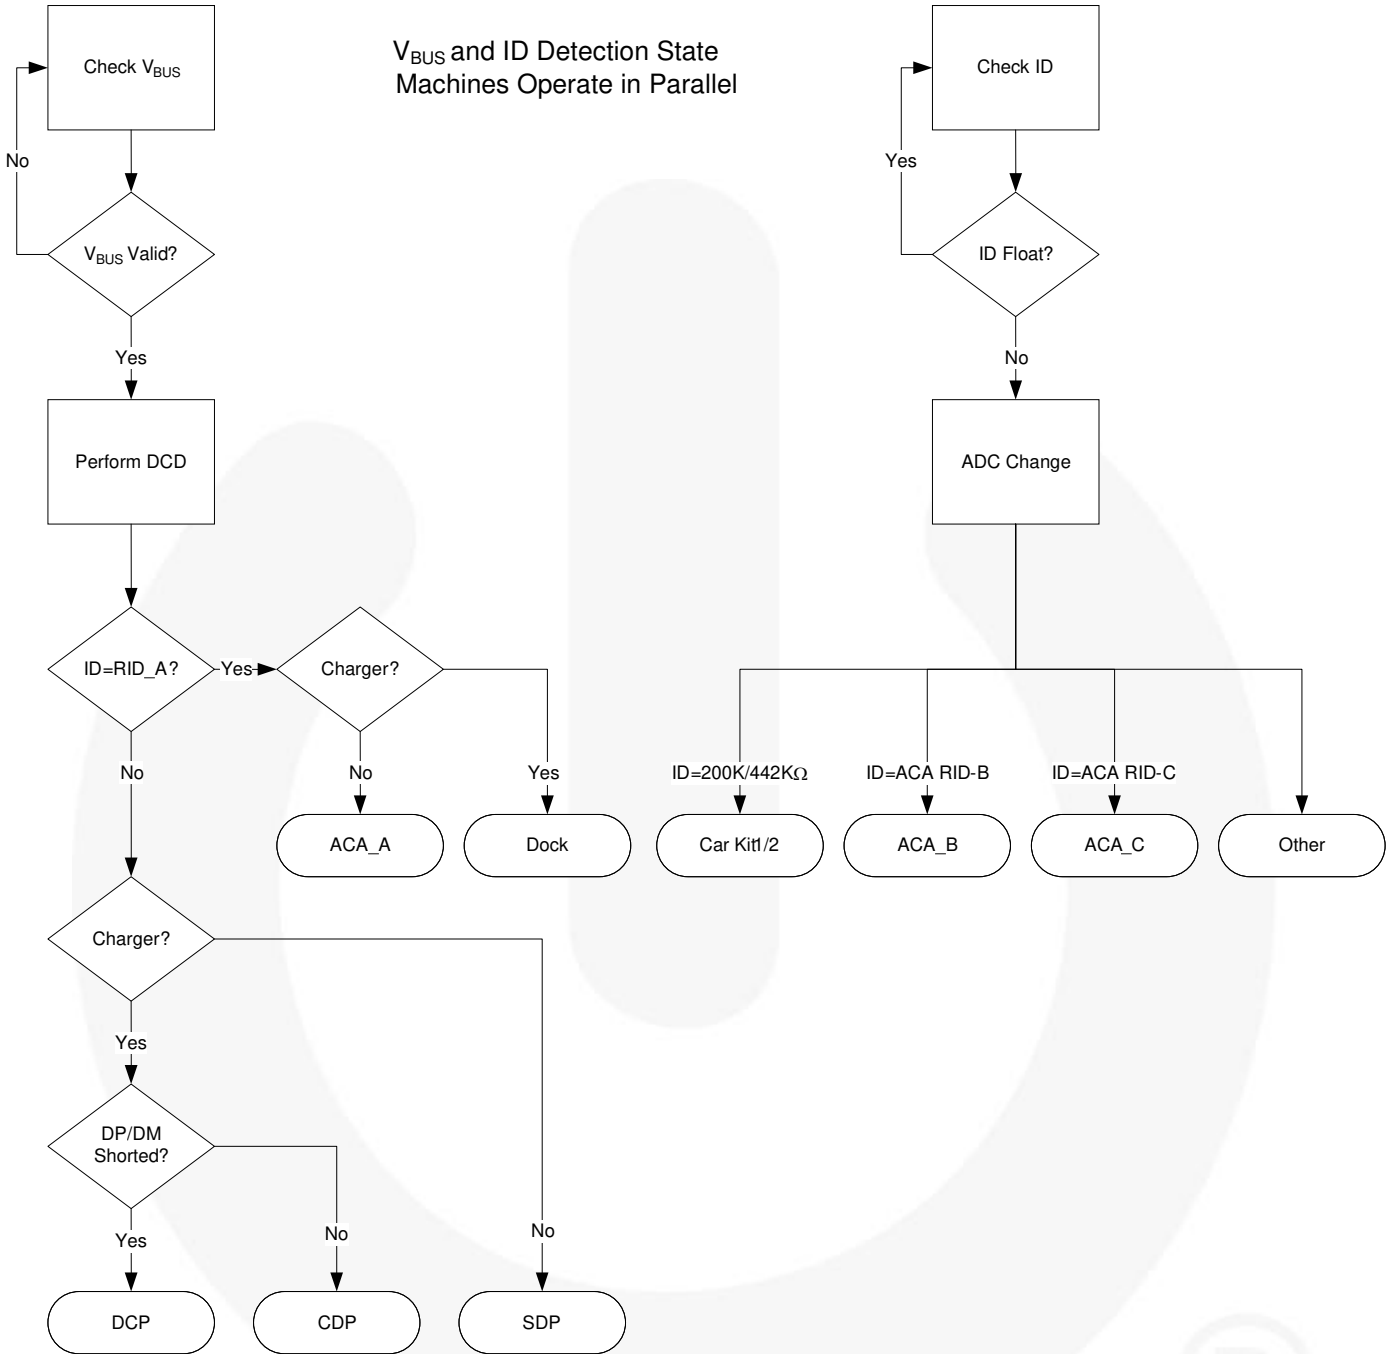 V_BUS and ID Detection State
Machines Operate in Parallel
Check V_BUS
No
V_BUS Valid?
Yes
Perform DCD
ID=RID_A?
Yes
Charger?
No
No
Yes
ACA_A
Dock
Charger?
Yes
DP/DM
Shorted?
Yes
No
No
DCP
CDP
SDP
Check ID
Yes
ID Float?
No
ADC Change
ID=200K/442KΩ
ID=ACA RID-B
ID=ACA RID-C
Car Kit1/2
ACA_B
ACA_C
Other